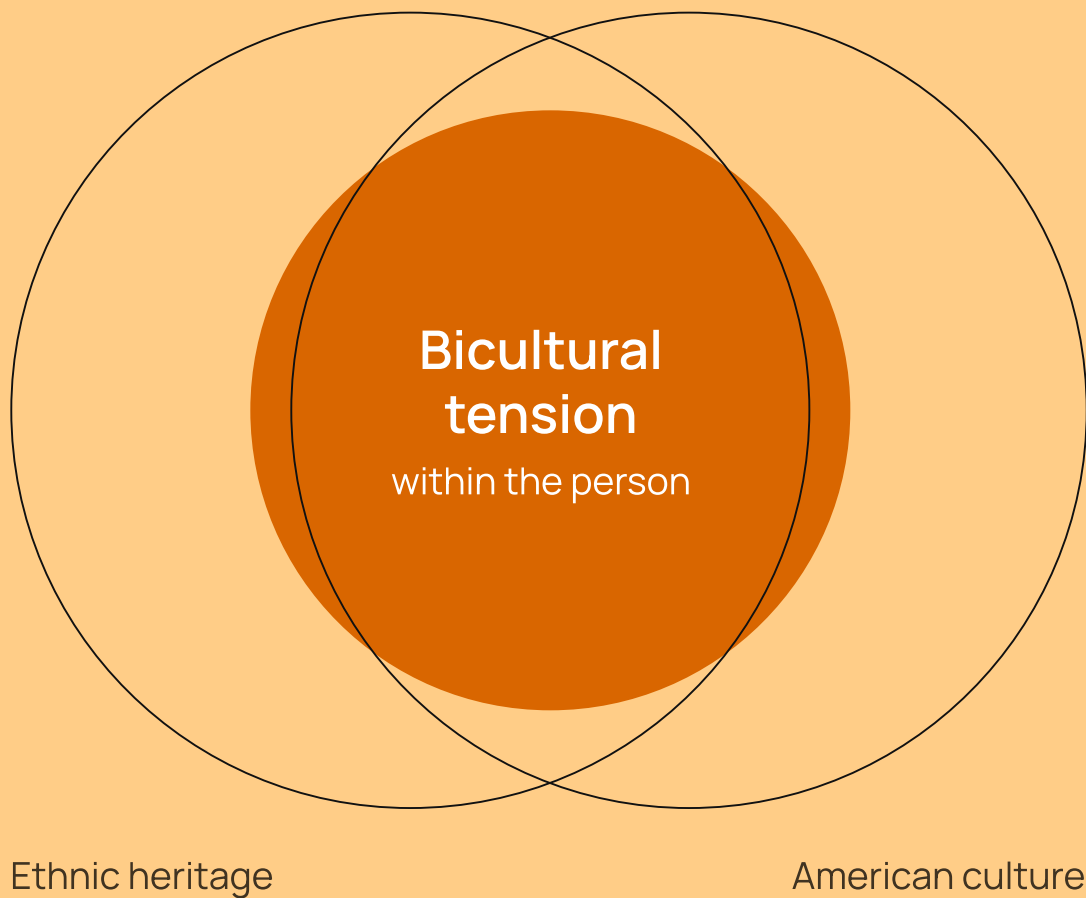 Bicultural
tension
within the person
Ethnic heritage
American culture